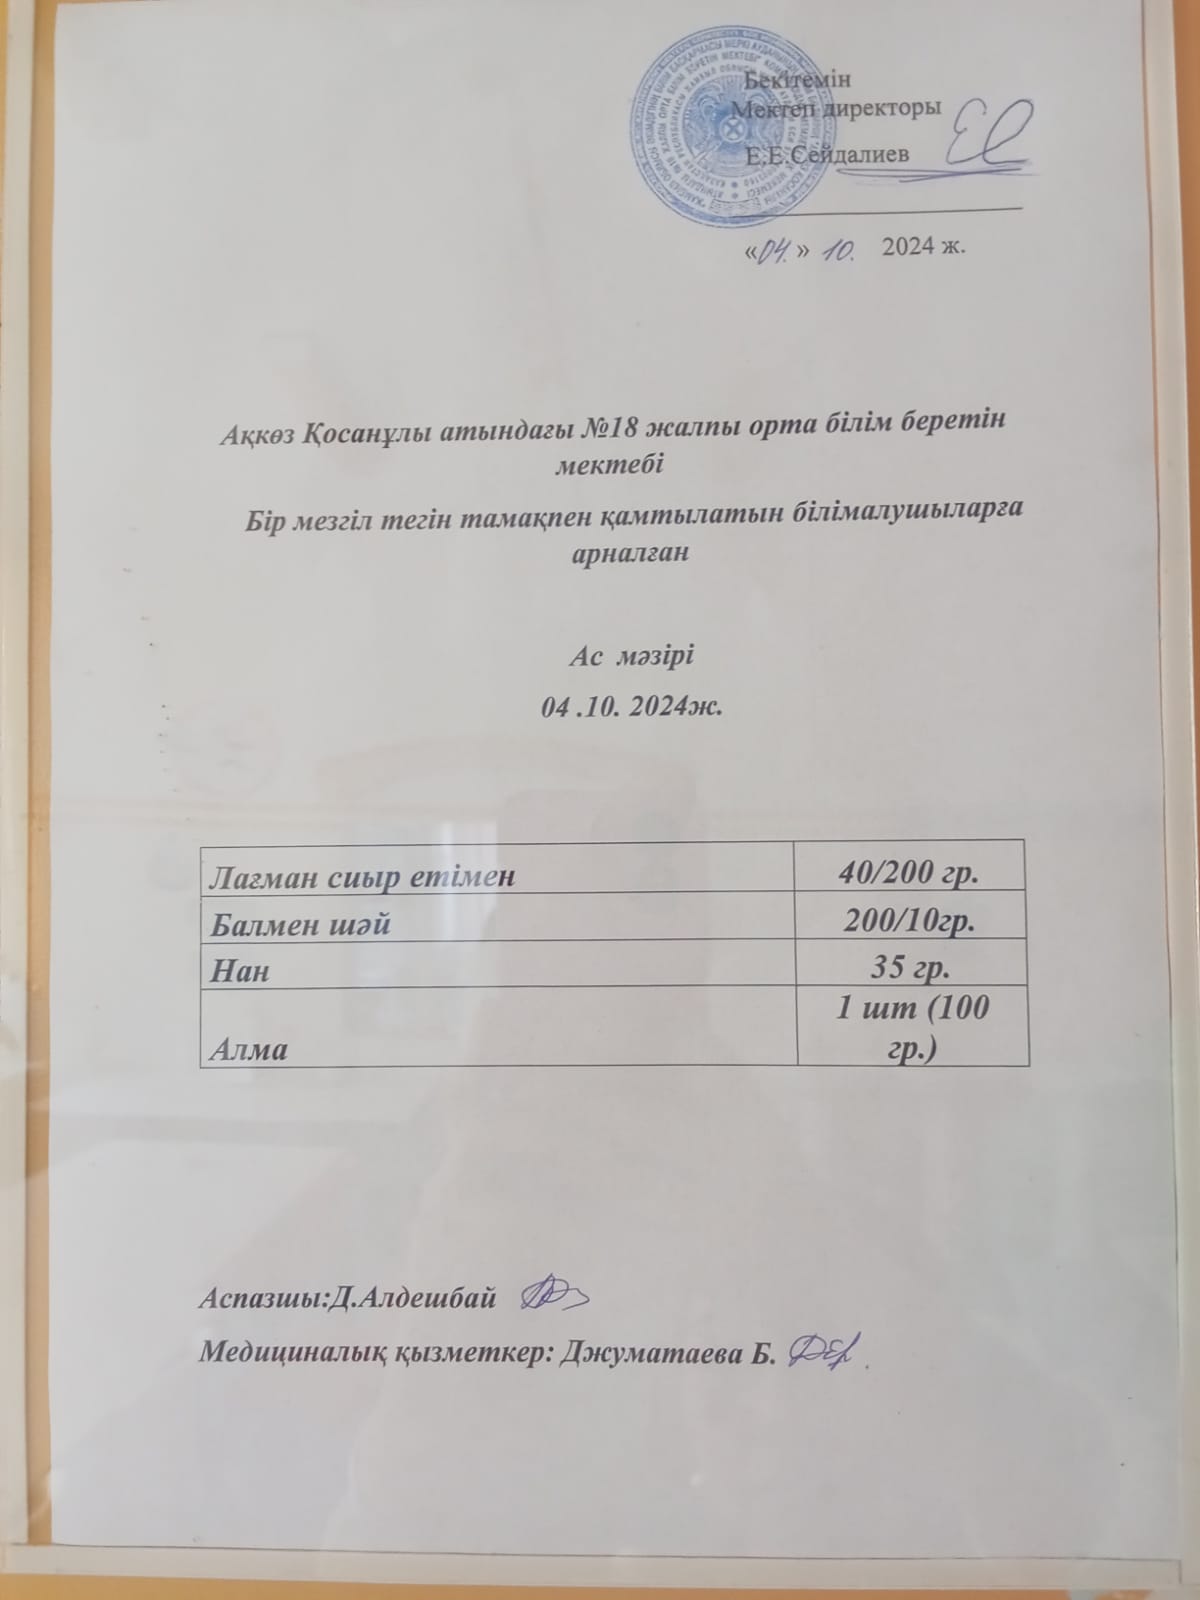 Бекітемін
Мектеп директоры
Е.Е.Сейдалиев
«04.» 10. 2024 ж.
Ақкөз Қосанұлы атындағы №18 жалпы орта білім беретін
мектебі
Бір мезгіл тегін тамақпен қамтылатын білімалушыларға
арналған
Ас мәзірі
04 .10. 2024ж.
Лағман сиыр етімен 40/200 гр.
Балмен шәй 200/10гр.
Нан 35 гр.
1 шт (100
Алма гр.)
Аспазшы:Д.Алдешбай
Медициналық қызметкер: Джуматаева Б.